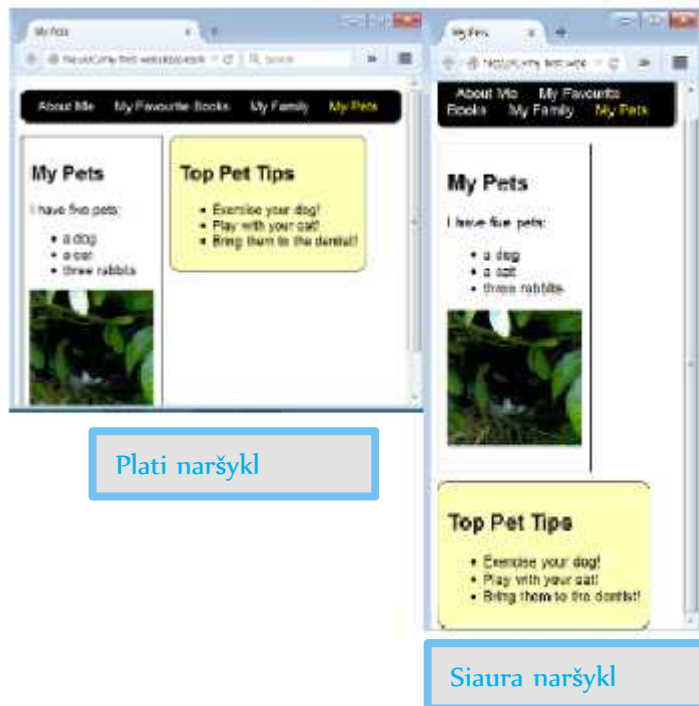 My Pets
About Me My Favourite Books My Family My Pets
My Pets
I have five pets:
• a dog
• a cat
• three rabbits
Top Pet Tips
• Exercise your dog!
• Play with your cat!
• Bring them to the dentist!
Plati naršykl
My Pets
About Me My Favourite
Books My Family My Pets
My Pets
I have five pets:
• a dog
• a cat
• three rabbits
Top Pet Tips
• Exercise your dog!
• Play with your cat!
• Bring them to the dentist!
Siaura naršykl